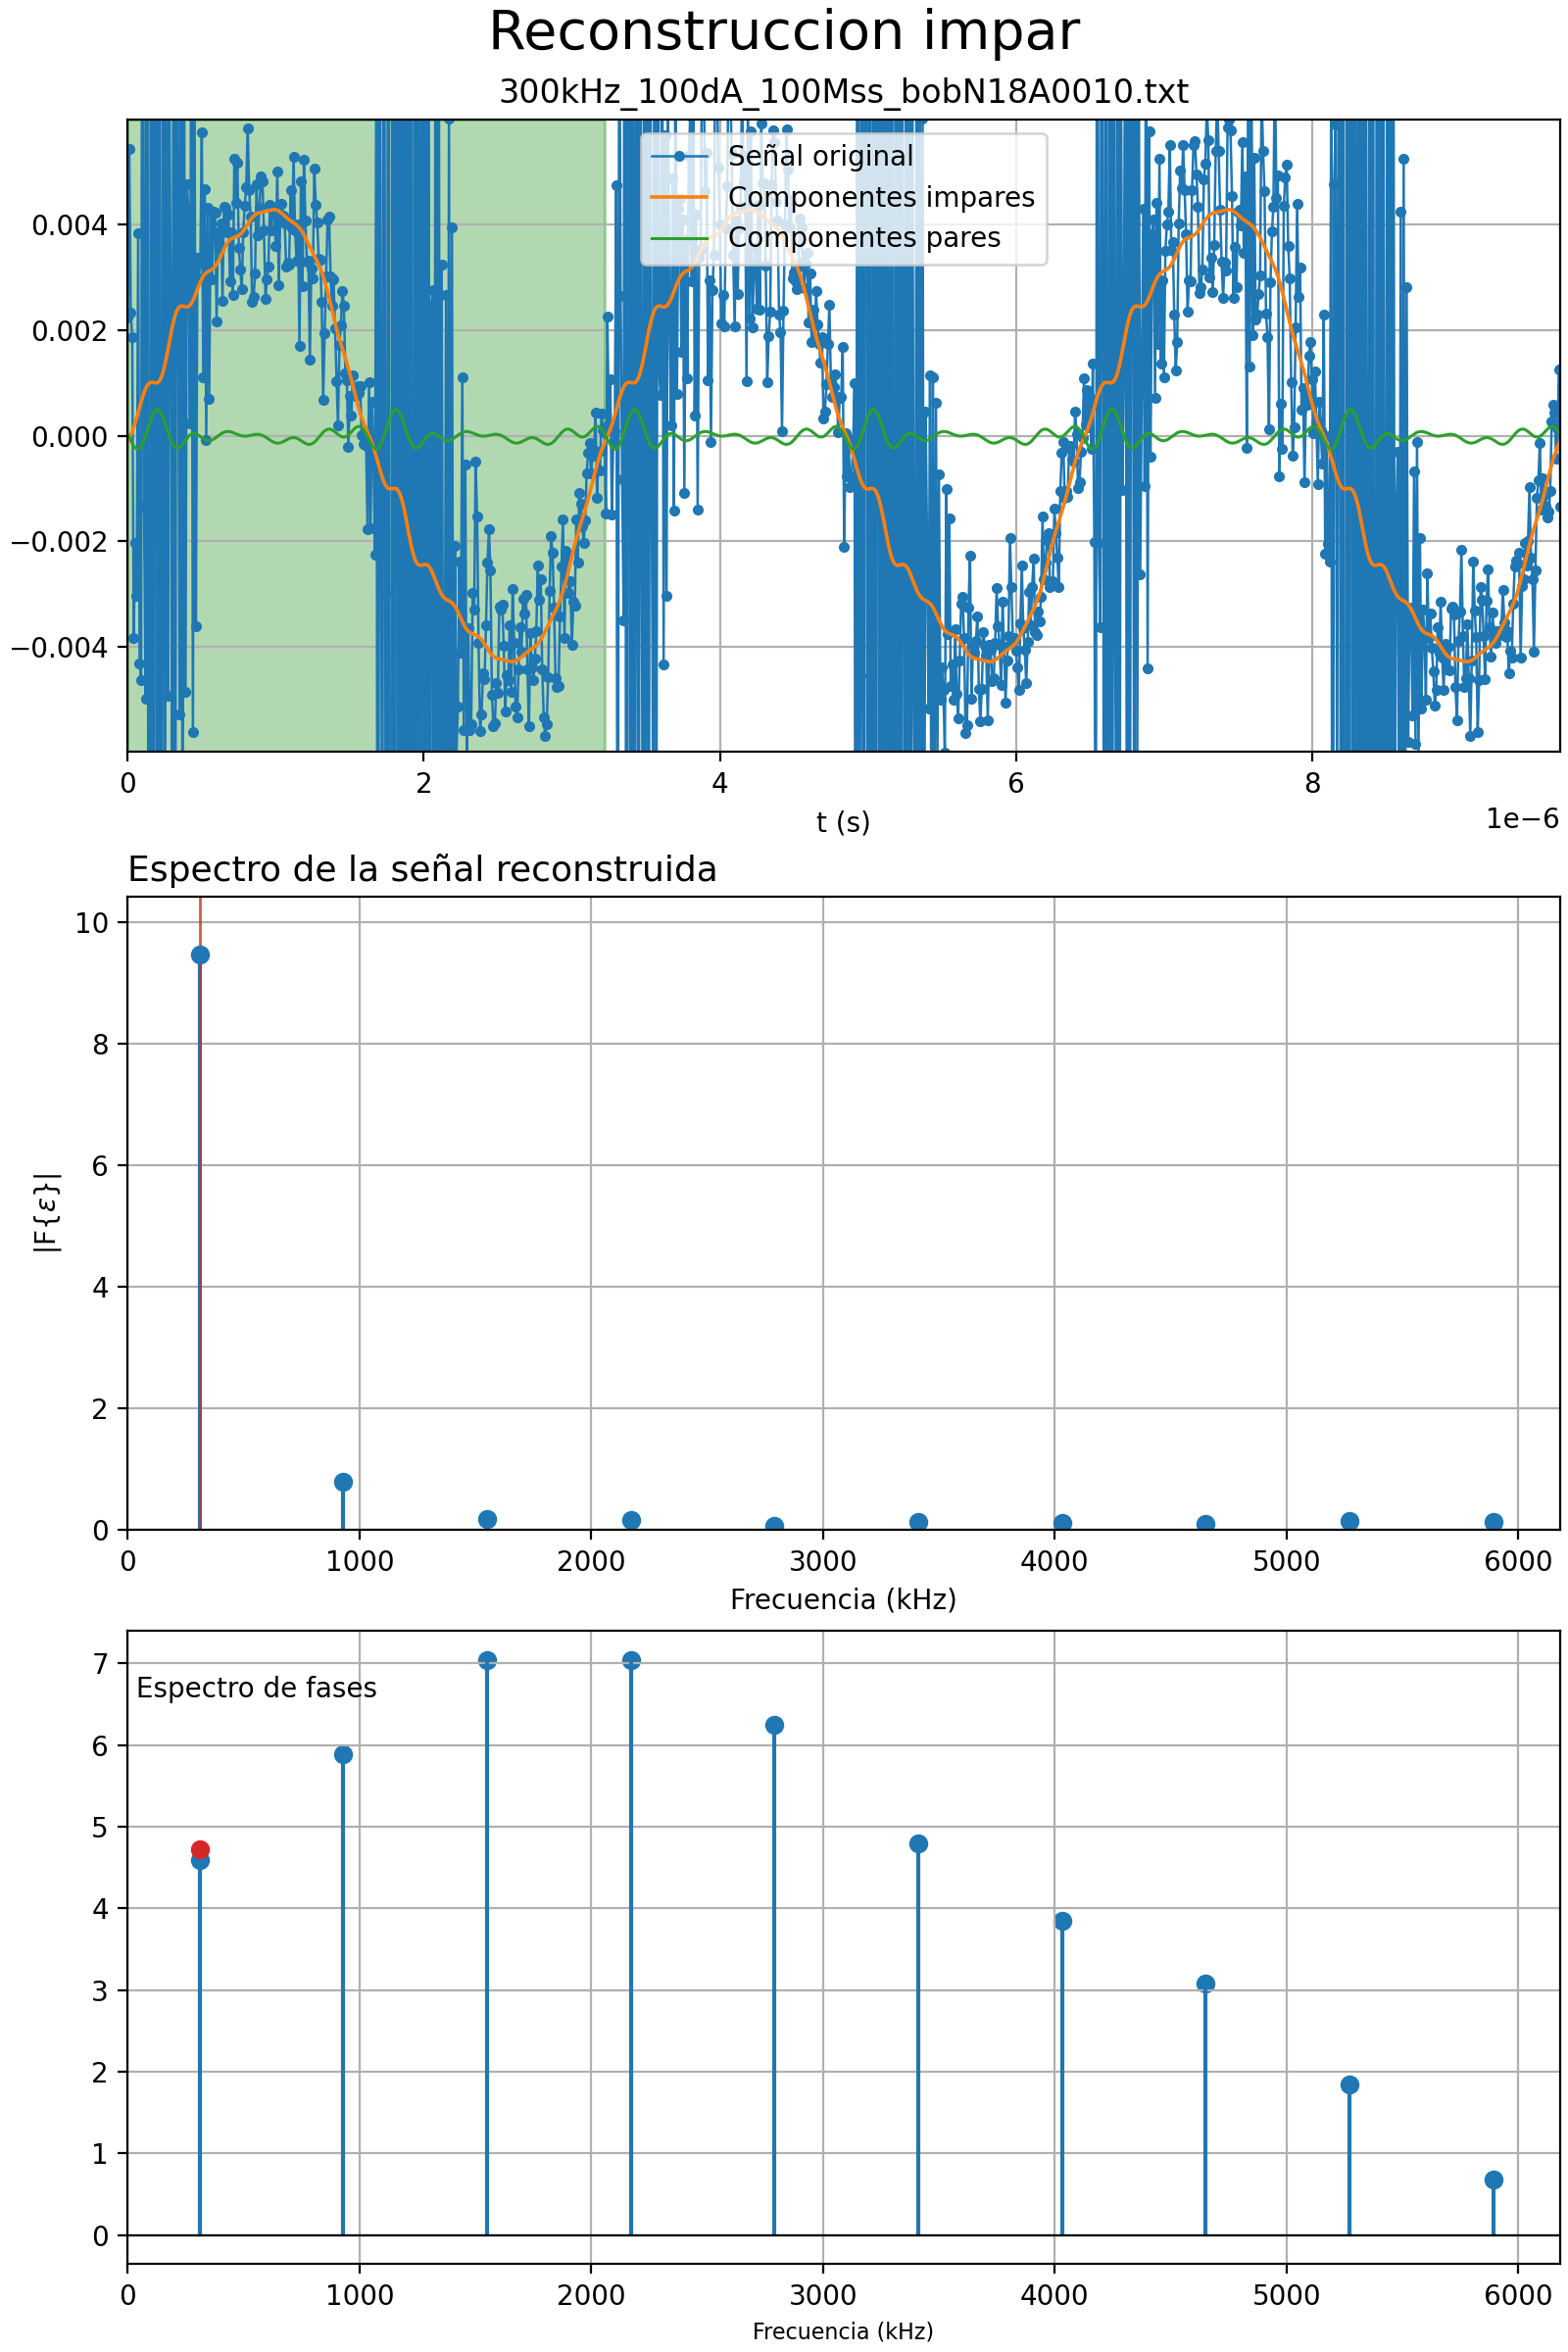 Reconstruccion impar
300kHz_100dA_100Mss_bobN18A0010.txt
Señal original
Componentes impares
Componentes pares
0.004
0.002
0.000
−0.002
−0.004
0 2 4 6 8
1e−6
t (s)
Espectro de la señal reconstruida
10
8
6
4
2
0
|F{ε}|
0 1000 2000 3000 4000 5000 6000
Frecuencia (kHz)
Espectro de fases
7
6
5
4
3
2
1
0
0 1000 2000 3000 4000 5000 6000
Frecuencia (kHz)